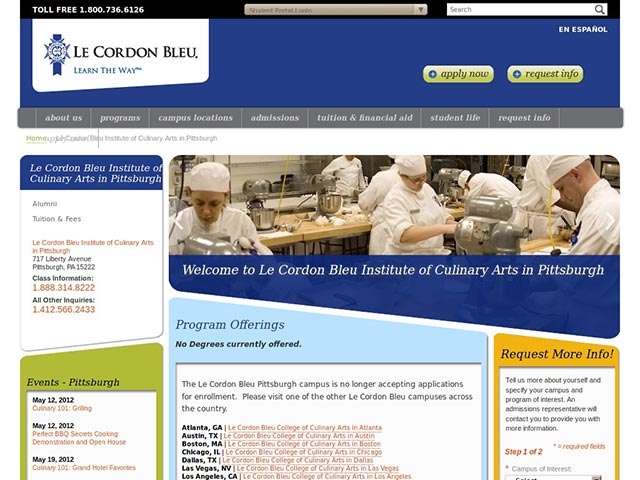 TOLL FREE 1.800.736.6126
Student Portal Login
Search
EN ESPAÑOL
LE CORDON BLEU.
LEARN THE WAY™
apply now
request info
about us
programs
campus locations
admissions
tuition & financial aid
student life
request info
Home
Le Cordon Bleu Institute of Culinary Arts in Pittsburgh
Le Cordon Bleu Institute of
Culinary Arts in Pittsburgh
Alumni
Tuition & Fees
Le Cordon Bleu Institute of Culinary Arts
in Pittsburgh
717 Liberty Avenue
Pittsburgh, PA 15222
Class Information:
1.888.314.8222
All Other Inquiries:
1.412.566.2433
Welcome to Le Cordon Bleu Institute of Culinary Arts in Pittsburgh
Events - Pittsburgh
May 12, 2012
Culinary 101: Grilling
May 12, 2012
Perfect BBQ Secrets Cooking
Demonstration and Open House
May 19, 2012
Culinary 101: Grand Hotel Favorites
Program Offerings
No Degrees currently offered.
The Le Cordon Bleu Pittsburgh campus is no longer accepting applications
for enrollment. Please visit one of the other Le Cordon Bleu campuses across
the country.
Atlanta, GA | Le Cordon Bleu College of Culinary Arts in Atlanta
Austin, TX | Le Cordon Bleu College of Culinary Arts in Austin
Boston, MA | Le Cordon Bleu College of Culinary Arts in Boston
Chicago, IL | Le Cordon Bleu College of Culinary Arts in Chicago
Dallas, TX | Le Cordon Bleu College of Culinary Arts in Dallas
Las Vegas, NV | Le Cordon Bleu College of Culinary Arts in Las Vegas
Los Angeles, CA | Le Cordon Bleu College of Culinary Arts in Los Angeles
Request More Info!
Tell us more about yourself and
specify your campus and
program of interest. An
admissions representative will
contact you to provide you with
more information.
* = required fields
Step 1 of 2
* Campus of Interest: